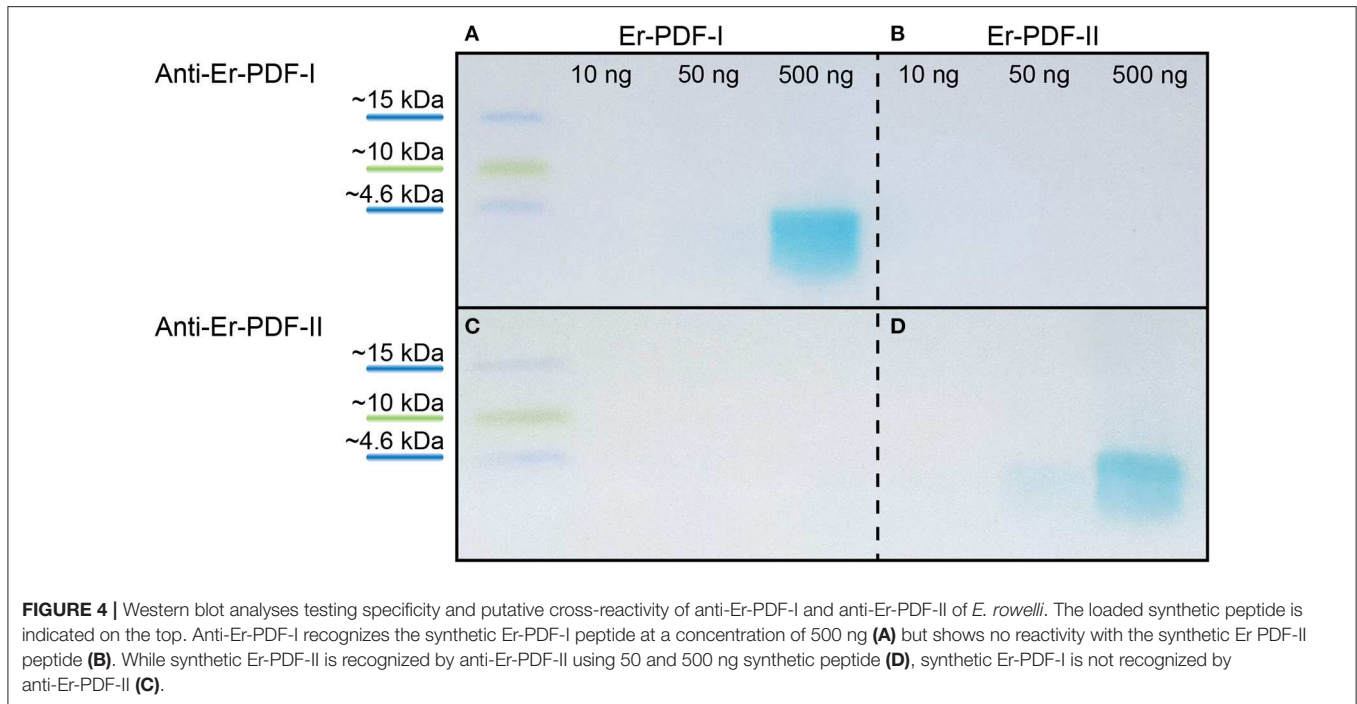 A Er-PDF-I B Er-PDF-II
Anti-Er-PDF-I 10 ng 50 ng 500 ng 10 ng 50 ng 500 ng
~15 kDa
~10 kDa
~4.6 kDa
Anti-Er-PDF-II C D
~15 kDa
~10 kDa
~4.6 kDa
FIGURE 4 | Western blot analyses testing specificity and putative cross-reactivity of anti-Er-PDF-I and anti-Er-PDF-II of E. rowelli. The loaded synthetic peptide is
indicated on the top. Anti-Er-PDF-I recognizes the synthetic Er-PDF-I peptide at a concentration of 500 ng (A) but shows no reactivity with the synthetic Er PDF-II
peptide (B). While synthetic Er-PDF-II is recognized by anti-Er-PDF-II using 50 and 500 ng synthetic peptide (D), synthetic Er-PDF-I is not recognized by
anti-Er-PDF-II (C).